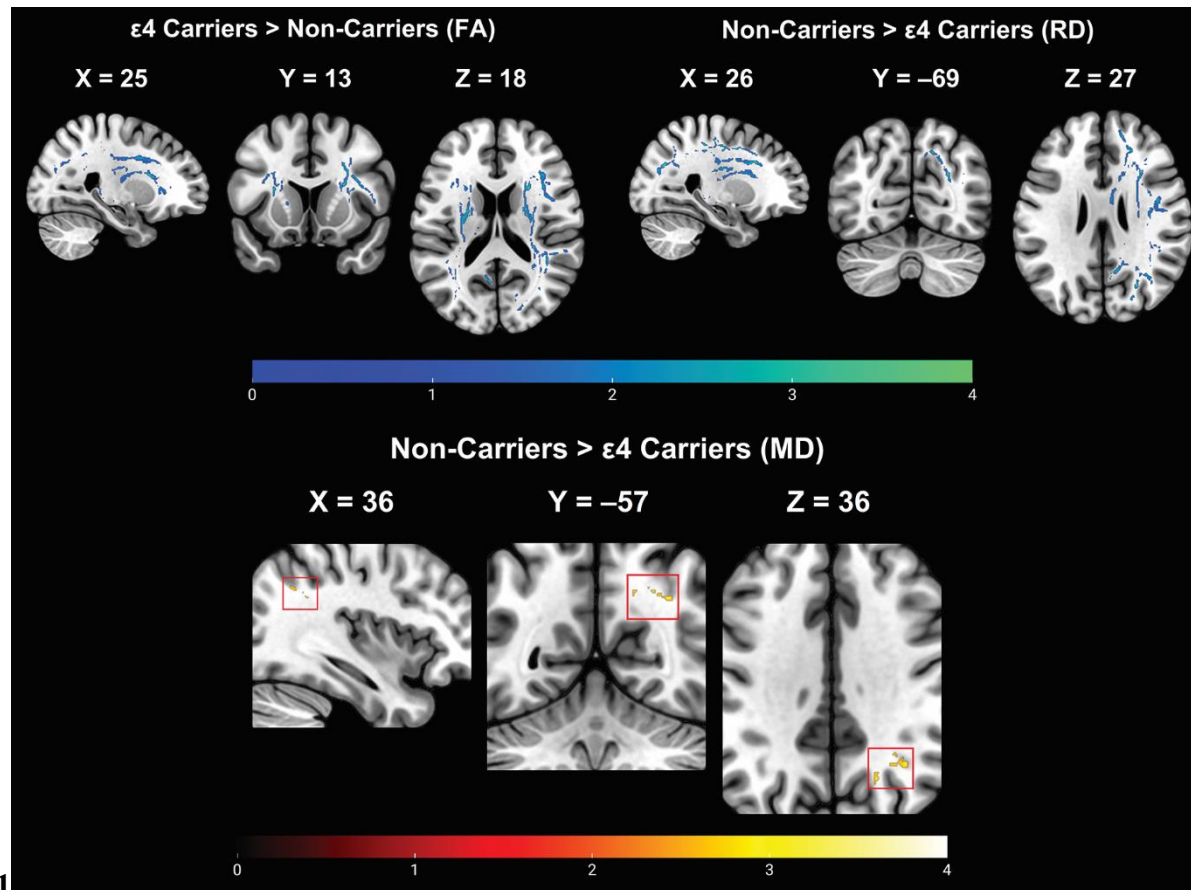 ε4 Carriers > Non-Carriers (FA)
Non-Carriers > ε4 Carriers (RD)
X = 25 Y = 13 Z = 18 X = 26 Y = –69 Z = 27
0 1 2 3 4
Non-Carriers > ε4 Carriers (MD)
X = 36 Y = –57 Z = 36
0 1 2 3 4